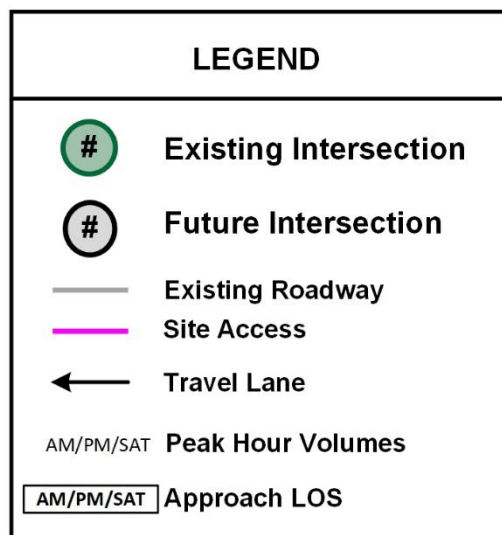 LEGEND
# Existing Intersection
# Future Intersection
Existing Roadway
Site Access
Travel Lane
AM/PM/SAT Peak Hour Volumes
AM/PM/SAT Approach LOS